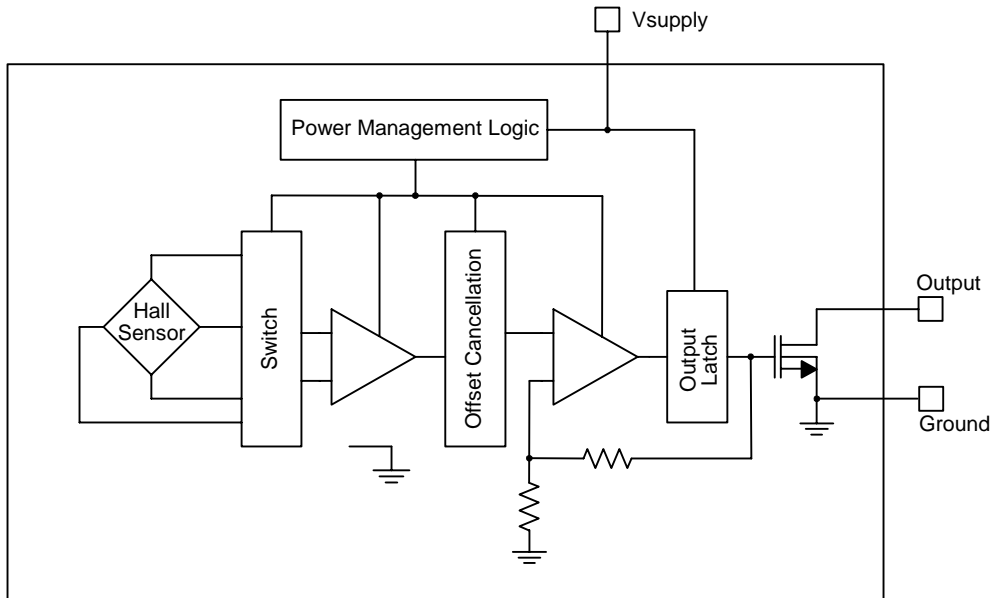 Vsupply
Power Management Logic
Hall
Sensor
Switch
Offset Cancellation
Output
Latch
Output
Ground